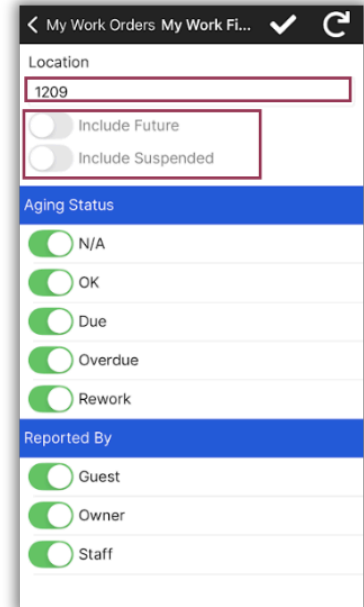 My Work Orders My Work Fi...
Location
1209
Include Future
Include Suspended
Aging Status
N/A
OK
Due
Overdue
Rework
Reported By
Guest
Owner
Staff